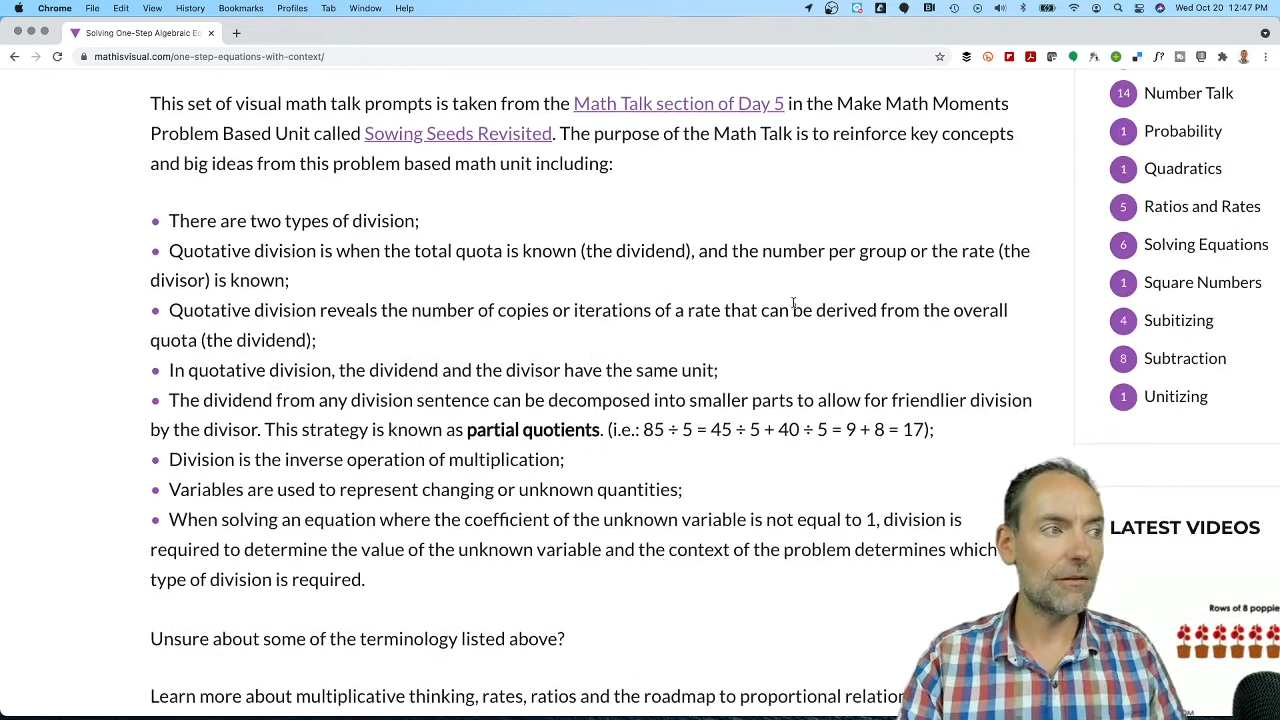 Chrome File Edit View History Bookmarks Profiles Tab Window Help
Wed Oct 20 12:47 PM
Solving One-Step Algebraic Eq
mathisvisual.com/one-step-equations-with-context/
This set of visual math talk prompts is taken from the Math Talk section of Day 5 in the Make Math Moments
Problem Based Unit called Sowing Seeds Revisited. The purpose of the Math Talk is to reinforce key concepts
and big ideas from this problem based math unit including:
• There are two types of division;
• Quotative division is when the total quota is known (the dividend), and the number per group or the rate (the
divisor) is known;
• Quotative division reveals the number of copies or iterations of a rate that can be derived from the overall
quota (the dividend);
• In quotative division, the dividend and the divisor have the same unit;
• The dividend from any division sentence can be decomposed into smaller parts to allow for friendlier division
by the divisor. This strategy is known as partial quotients. (i.e.: 85 ÷ 5 = 45 ÷ 5 + 40 ÷ 5 = 9 + 8 = 17);
• Division is the inverse operation of multiplication;
• Variables are used to represent changing or unknown quantities;
• When solving an equation where the coefficient of the unknown variable is not equal to 1, division is
required to determine the value of the unknown variable and the context of the problem determines which
type of division is required.
Unsure about some of the terminology listed above?
Learn more about multiplicative thinking, rates, ratios and the roadmap to proportional relation
14 Number Talk
1 Probability
1 Quadratics
5 Ratios and Rates
6 Solving Equations
1 Square Numbers
4 Subitizing
8 Subtraction
1 Unitizing
LATEST VIDEOS
Rows of 8 poppie